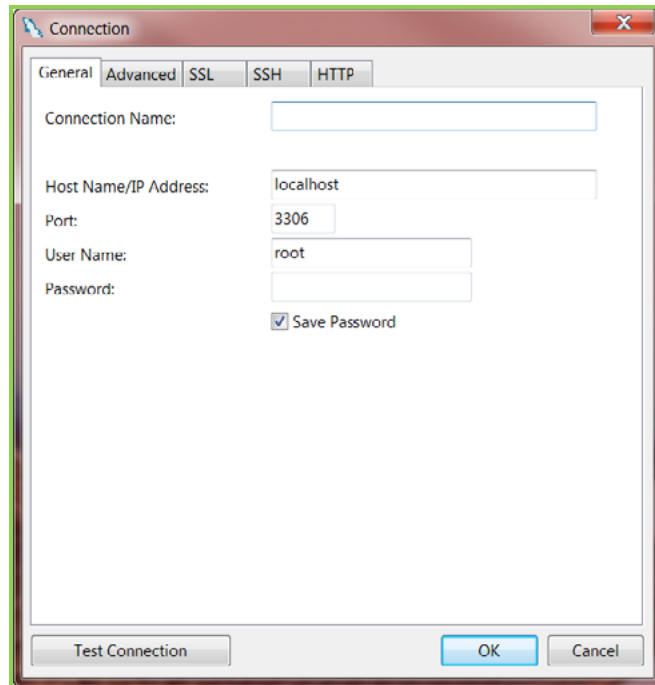 Connection
General Advanced SSL SSH HTTP
Connection Name:
Host Name/IP Address: localhost
Port: 3306
User Name: root
Password:
Save Password
Test Connection OK Cancel